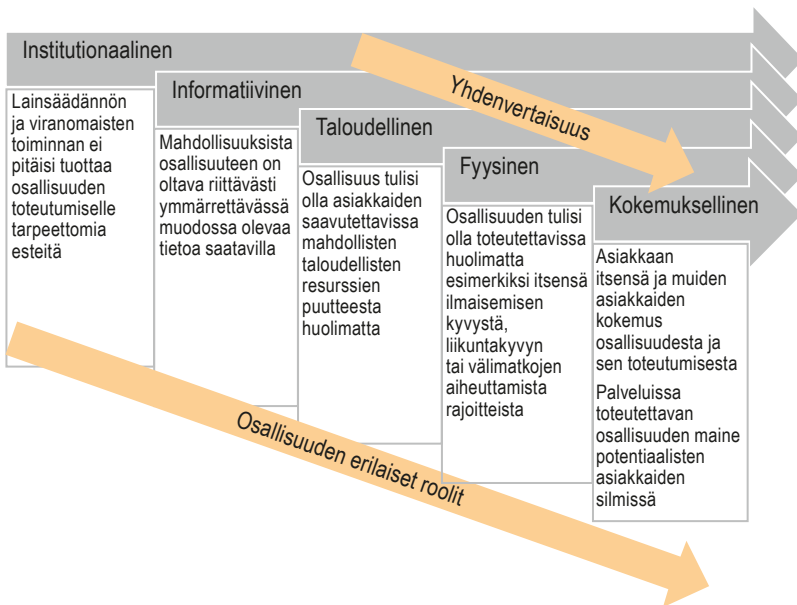 Institutionaalinen
Lainsäädännön
ja viranomaisten
toiminnan ei
pitäisi tuottaa
osallisuuden
toteutumiselle
tarpeettomia
esteitä
Informatiivinen
Mahdollisuuksista
osallisuuteen on
oltava riittävästi
ymmärrettävässä
muodossa olevaa
tietoa saatavilla
Taloudellinen
Osallisuus tulisi
olla asiakkaiden
saavutettavissa
mahdollisten
taloudellisten
resurssien
puutteesta
huolimatta
Fyysinen
Osallisuuden tulisi
olla toteutettavissa
huolimatta
esimerkiksi itsensä
ilmaisemisen
kyvystä,
liikuntakyvyn
tai välimatkojen
aiheuttamista
rajoitteista
Kokemuksellinen
Asiakkaan
itsensä ja muiden
asiakkaiden
kokemus
osallisuudesta ja
sen toteutumisesta
Palveluissa
toteutettavan
osallisuuden maine
potentiaalisten
asiakkaiden
silmissä
Yhdenvertaisuus
Osallisuuden erilaiset roolit